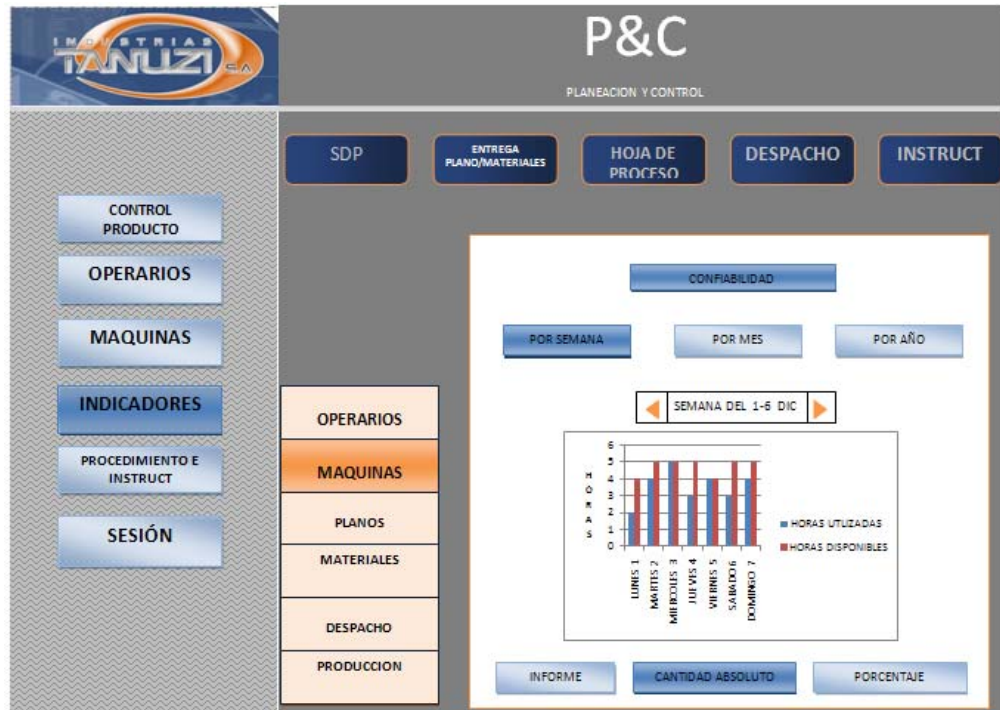 INDUSTRIAS
TANUZI S.A
P&C
PLANEACION Y CONTROL
SDP
ENTREGA
PLANO/MATERIALES
HOJA DE
PROCESO
DESPACHO
INSTRUCT
CONTROL
PRODUCTO
OPERARIOS
MAQUINAS
INDICADORES
PROCEDIMIENTO E
INSTRUCT
SESIÓN
OPERARIOS
MAQUINAS
PLANOS
MATERIALES
DESPACHO
PRODUCCION
CONFIABILIDAD
POR SEMANA
POR MES
POR AÑO
SEMANA DEL 1-6 DIC
HORAS
6
5
4
3
2
1
0
LUNES 1
MARTES 2
MIERCOLES 3
JUEVES 4
VIERNES 5
SABADO 6
DOMINGO 7
HORAS UTLIZADAS
HORAS DISPONIBLES
INFORME
CANTIDAD ABSOLUTO
PORCENTAJE